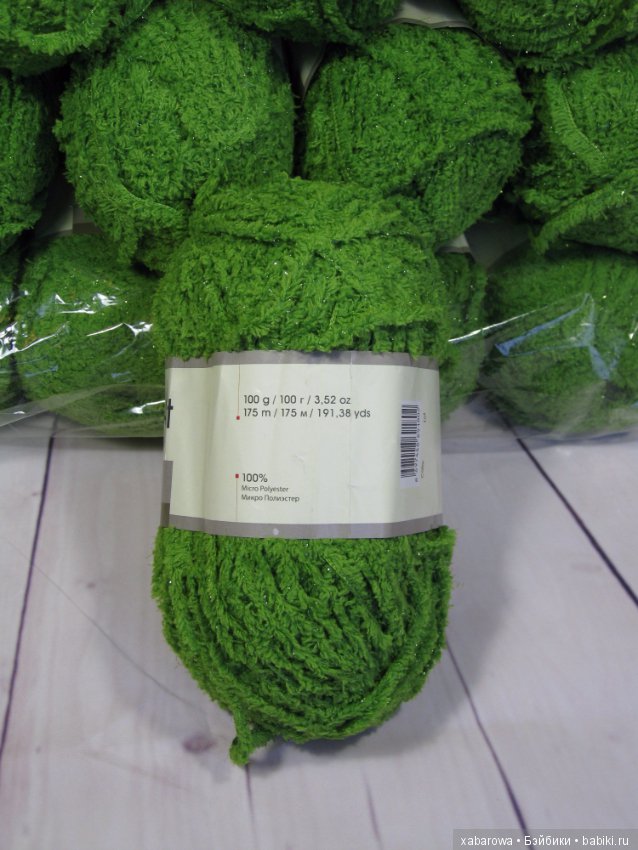 100 g / 100 г / 3,52 oz
175 m / 175 м / 191,38 yds
100%
Micro Polyester
Микро Полиэстер
xabarowa • Бэйбики • babiki.ru